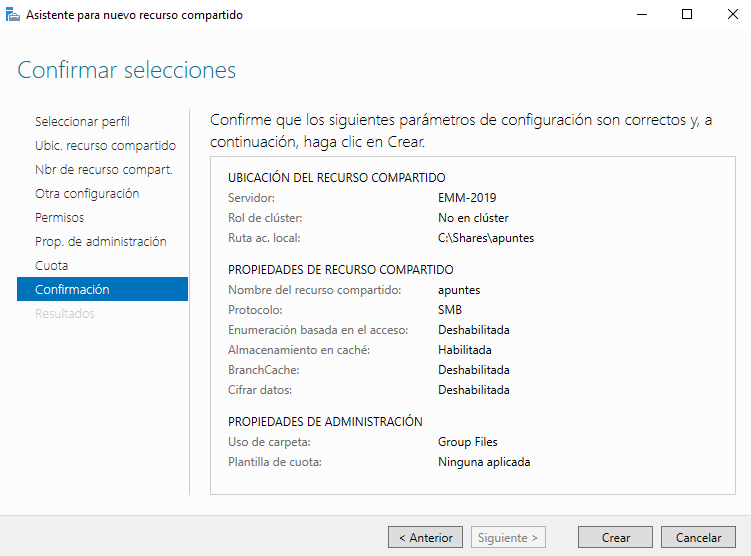 Asistente para nuevo recurso compartido
Confirmar selecciones
Seleccionar perfil
Ubic. recurso compartido
Nbr de recurso compart.
Otra configuración
Permisos
Prop. de administración
Cuota
Confirmación
Resultados
Confirme que los siguientes parámetros de configuración son correctos y, a
continuación, haga clic en Crear.
UBICACIÓN DEL RECURSO COMPARTIDO
Servidor: EMM-2019
Rol de clúster: No en clúster
Ruta ac. local: C:\Shares\apuntes
PROPIEDADES DE RECURSO COMPARTIDO
Nombre del recurso compartido: apuntes
Protocolo: SMB
Enumeración basada en el acceso: Deshabilitada
Almacenamiento en caché: Habilitada
BranchCache: Deshabilitada
Cifrar datos: Deshabilitada
PROPIEDADES DE ADMINISTRACIÓN
Uso de carpeta: Group Files
Plantilla de cuota: Ninguna aplicada
< Anterior Siguiente > Crear Cancelar